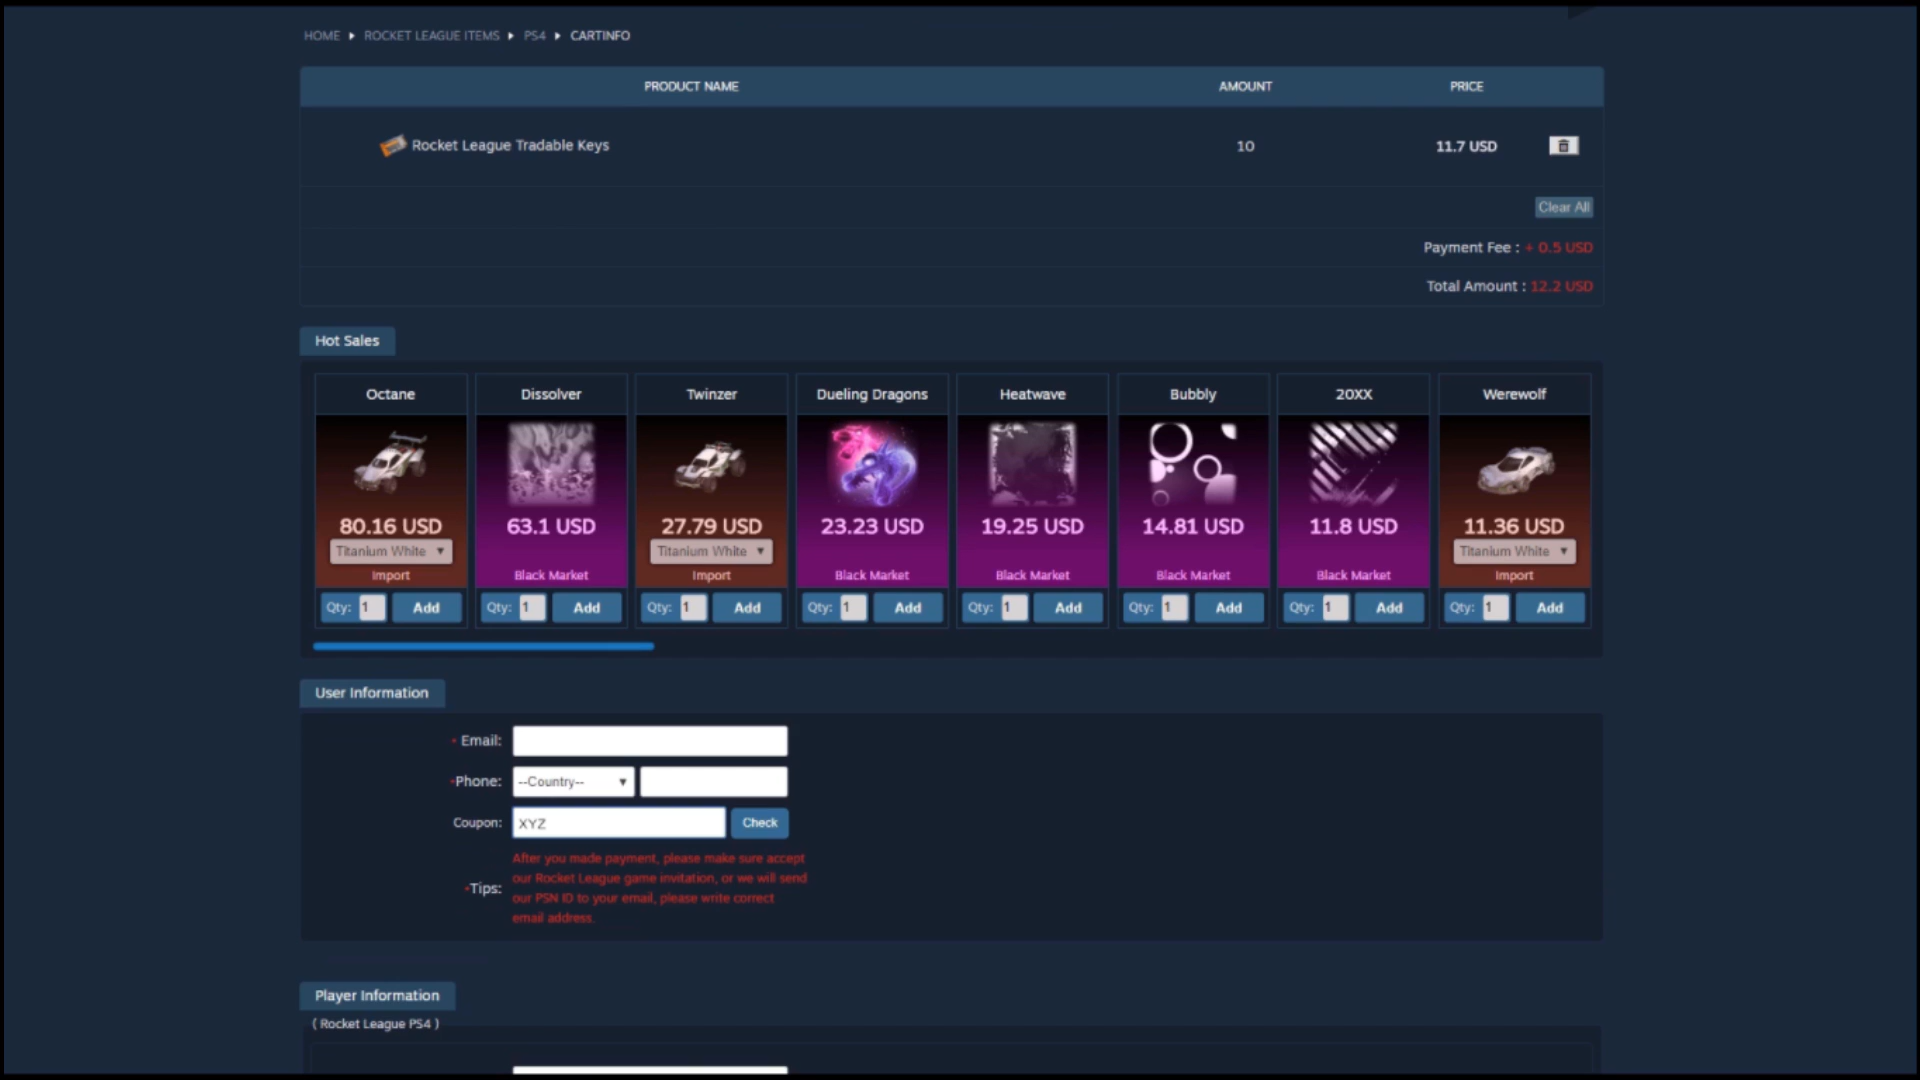 HOME ▸ ROCKET LEAGUE ITEMS ▸ PS4 ▸ CARTINFO
PRODUCT NAME AMOUNT PRICE
Rocket League Tradable Keys 10 11.7 USD
Clear All
Payment Fee : + 0.5 USD
Total Amount : 12.2 USD
Hot Sales
Octane Dissolver Twinzer Dueling Dragons Heatwave Bubbly 20XX Werewolf
80.16 USD 63.1 USD 27.79 USD 23.23 USD 19.25 USD 14.81 USD 11.8 USD 11.36 USD
Titanium White Titanium White Titanium White
Import Black Market Import Black Market Black Market Black Market Black Market Import
Qty: 1 Add Qty: 1 Add Qty: 1 Add Qty: 1 Add Qty: 1 Add Qty: 1 Add Qty: 1 Add Qty: 1 Add
User Information
* Email:
*Phone: --Country--
Coupon: XYZ Check
*Tips: After you made payment, please make sure accept
our Rocket League game invitation, or we will send
our PSN ID to your email, please write correct
email address.
Player Information
( Rocket League PS4 )